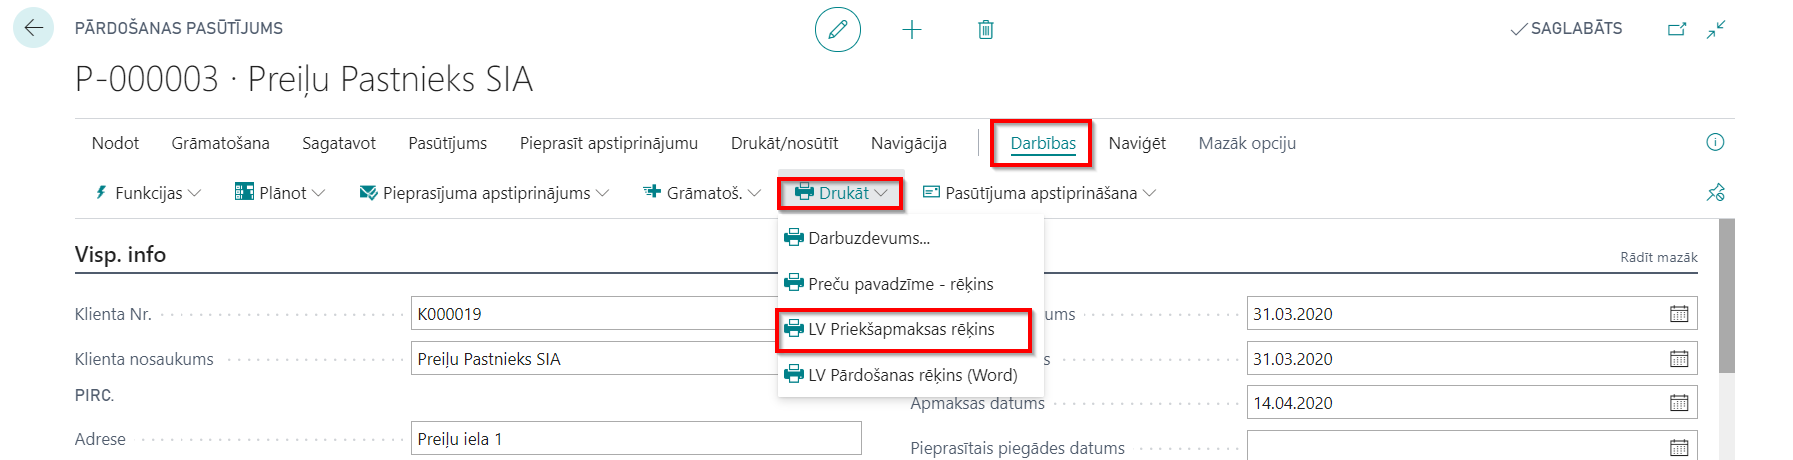 PĀRDOŠANAS PASŪTĪJUMS
SAGLABĀTS
P-000003 · Preiļu Pastnieks SIA
Nodot Grāmatošana Sagatavot Pasūtījums Pieprasīt apstiprinājumu Drukāt/nosūtīt Navigācija Darbības Naviģēt Mazāk opciju
Funkcijas Plānot Pieprasījuma apstiprinājums Grāmatoš. Drukāt Pasūtījuma apstiprināšana
Darbuzdevums...
Preču pavadzīme - rēķins
LV Priekšapmaksas rēķins
LV Pārdošanas rēķins (Word)
Visp. info
Rādīt mazāk
Klienta Nr. K000019
Klienta nosaukums Preiļu Pastnieks SIA
PIRC.
Adrese Preiļu iela 1
ums 31.03.2020
s 31.03.2020
Apmaksas datums 14.04.2020
Pieprasītais piegādes datums